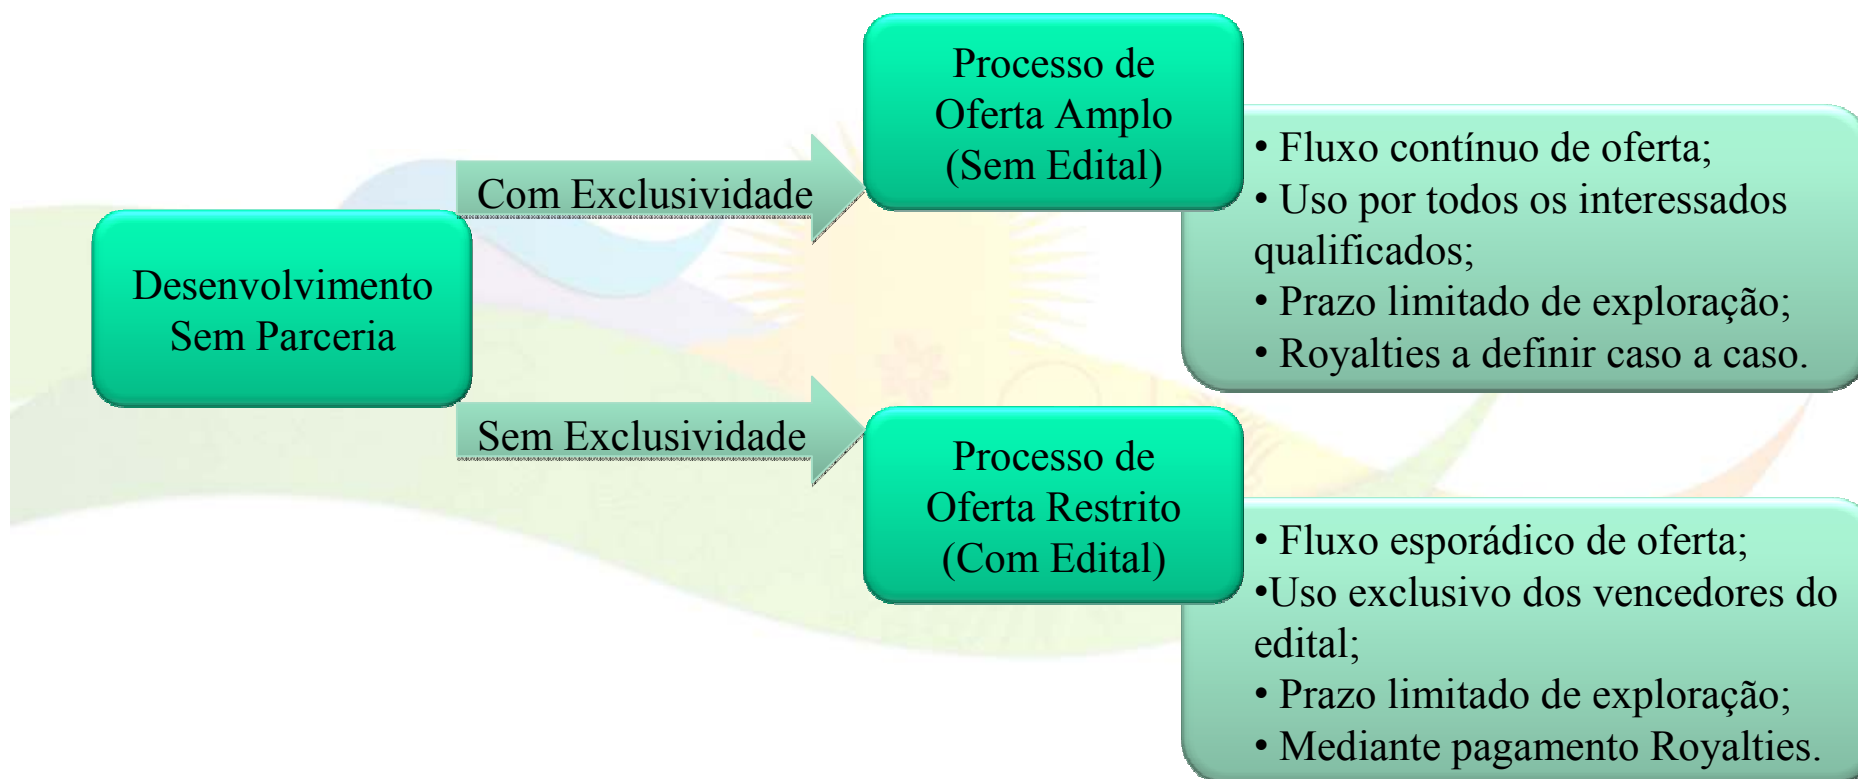 Desenvolvimento
Sem Parceria
Com Exclusividade
Processo de
Oferta Amplo
(Sem Edital)
• Fluxo contínuo de oferta;
• Uso por todos os interessados
qualificados;
• Prazo limitado de exploração;
• Royalties a definir caso a caso.
Sem Exclusividade
Processo de
Oferta Restrito
(Com Edital)
• Fluxo esporádico de oferta;
•Uso exclusivo dos vencedores do
edital;
• Prazo limitado de exploração;
• Mediante pagamento Royalties.